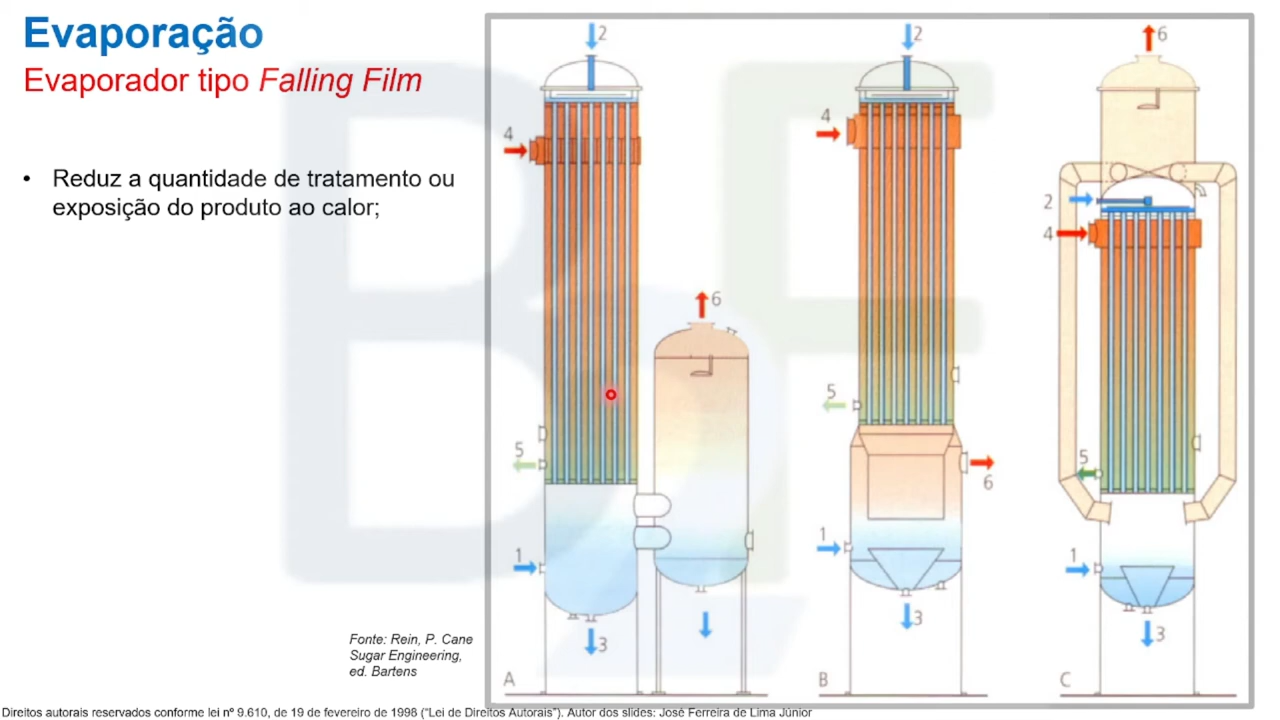 Evaporação
Evaporador tipo Falling Film
• Reduz a quantidade de tratamento ou
exposição do produto ao calor;
2
4
5
1
3
6
A
2
4
5
6
1
3
B
6
2
4
5
1
3
C
Fonte: Rein, P. Cane
Sugar Engineering,
ed. Bartens
Direitos autorais reservados conforme lei nº 9.610, de 19 de fevereiro de 1998 (“Lei de Direitos Autorais”). Autor dos slides: José Ferreira de Lima Júnior